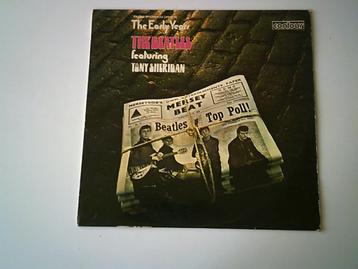 The Early Years
contour
THE BEATLES
featuring
TONY SHERIDAN
MERSEY
BEAT
Beatles Top Poll!